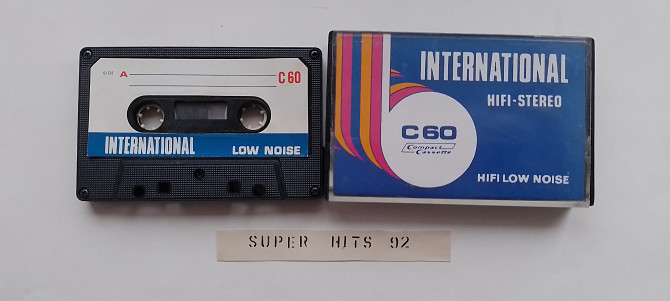 SIDE A
C 60
INTERNATIONAL
LOW NOISE
INTERNATIONAL
HIFI-STEREO
C 60
Compact
Cassette
HIFI LOW NOISE
SUPER HITS 92